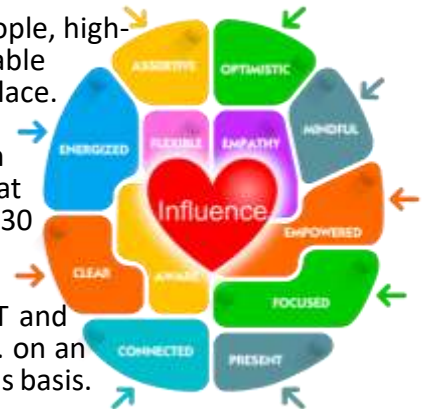 ople, high-
able
lace.
n
at
30
T and
. on an
s basis.
ASSERTIVE
OPTIMISTIC
ENERGIZED
FLEXIBLE
EMPATHY
MINDFUL
Influence
EMPOWERED
CLEAR
AWARE
FOCUSED
CONNECTED
PRESENT